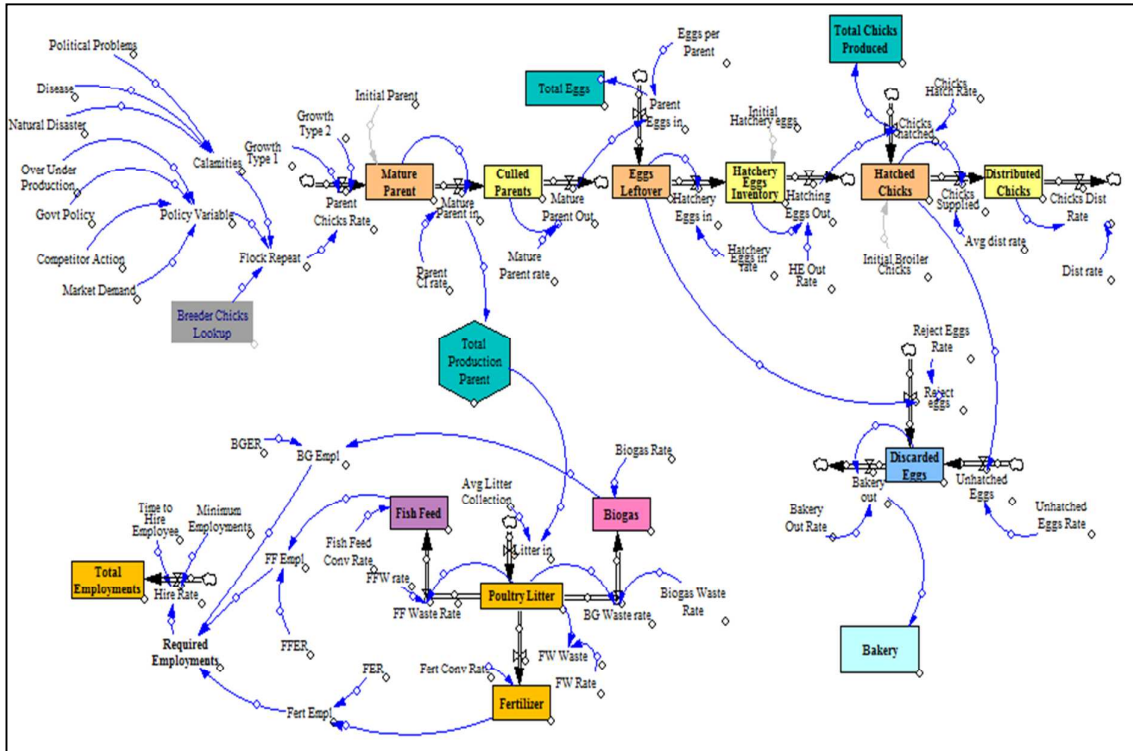 Political Problems
Disease
Natural Disaster
Over Under
Production
Govt Policy
Competitor Action
Market Demand
Calamities
Policy Variable
Flock Repeat
Breeder Chicks
Lookup
Growth
Type 1
Growth
Type 2
Initial Parent
Parent
Chicks Rate
Mature
Parent
Mature
Parent in
Parent
CI rate
Culled
Parents
Mature
Parent Out
Mature
Parent rate
Total Eggs
Eggs per
Parent
Parent
Eggs in
Eggs
Leftover
Hatchery
Eggs in
Hatchery
Eggs in rate
Initial
Hatchery eggs
Hatchery
Eggs
Inventory
Hatching
Eggs Out
HE Out
Rate
Total Chicks
Produced
Chicks
Hatch Rate
Chicks
hatched
Hatched
Chicks
Initial Broiler
Chicks
Chicks
Supplied
Avg dist rate
Distributed
Chicks
Chicks Dist
Rate
Dist rate
Total
Production
Parent
Reject Eggs
Rate
Reject
eggs
Discarded
Eggs
Bakery
out
Bakery
Out Rate
Unhatched
Eggs
Unhatched
Eggs Rate
Bakery
BGER
BG Empl
Biogas Rate
Biogas
Avg Litter
Collection
Litter in
Fish Feed
Fish Feed
Conv Rate
FFW rate
FF Waste Rate
Poultry Litter
BG Waste rate
Biogas Waste
Rate
FW Waste
FW Rate
Fert Conv Rate
Fertilizer
Time to
Hire
Employee
Minimum
Employments
Total
Employments
Hire Rate
FF Empl
FFER
Required
Employments
FER
Fert Empl